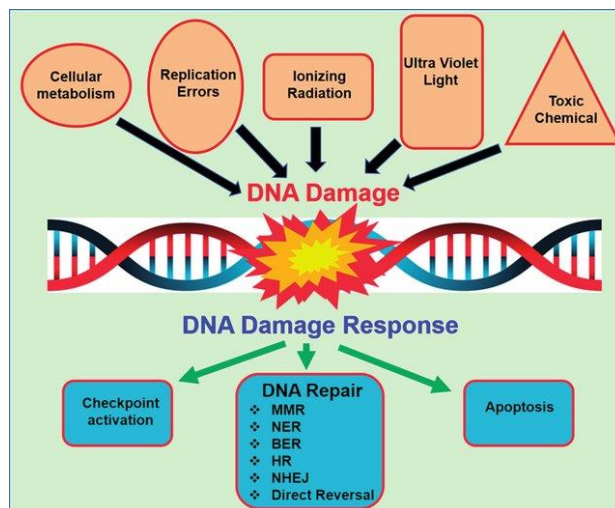 Cellular
metabolism
Replication
Errors
Ionizing
Radiation
Ultra Violet
Light
Toxic
Chemical
DNA Damage
DNA Damage Response
Checkpoint
activation
DNA Repair
❖ MMR
❖ NER
❖ BER
❖ HR
❖ NHEJ
❖ Direct Reversal
Apoptosis